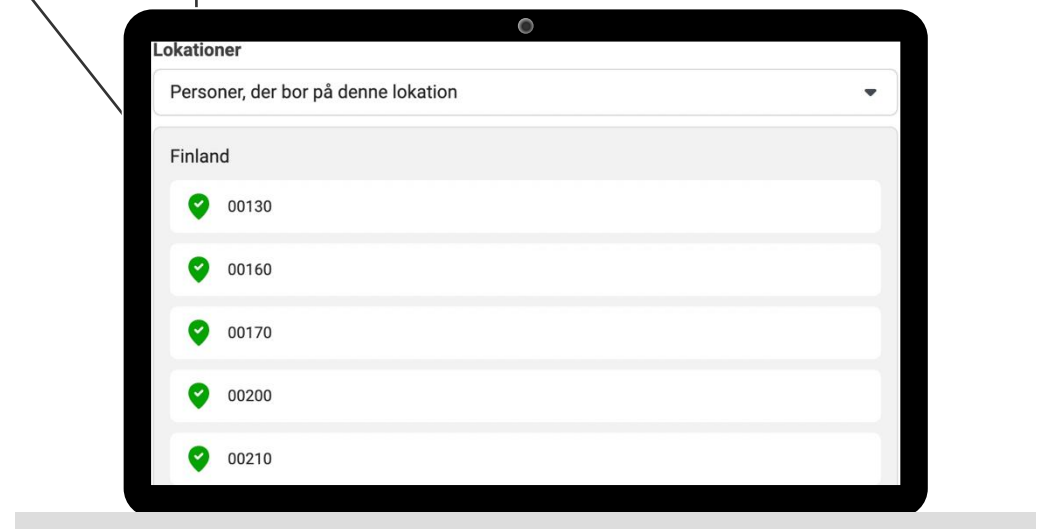 Lokationer
Personer, der bor på denne lokation
Finland
00130
00160
00170
00200
00210